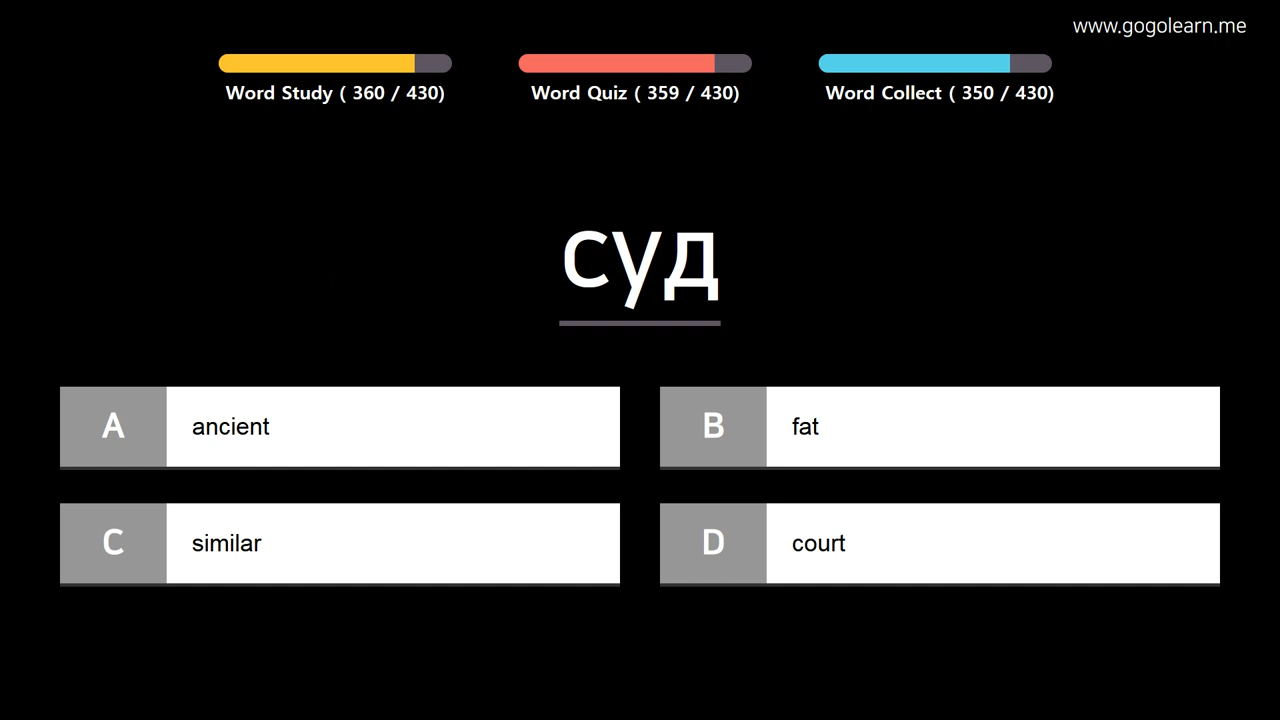 www.gogolearn.me
Word Study ( 360 / 430)
Word Quiz ( 359 / 430)
Word Collect ( 350 / 430)
суд
A ancient
B fat
C similar
D court